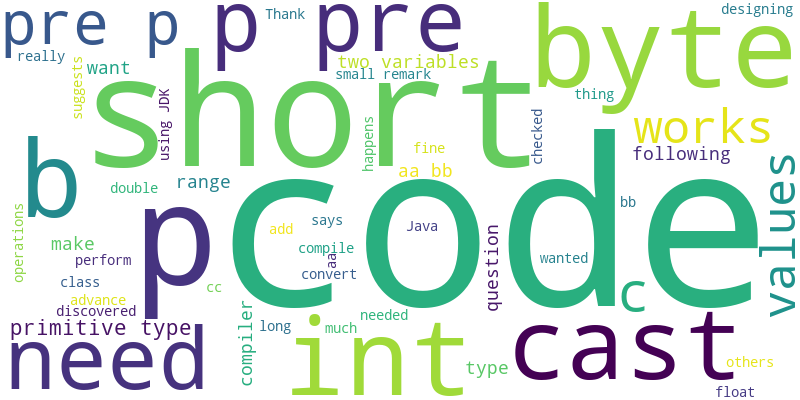 pre p
p pre
Thank
byte
designing
really
want
suggests
short
using JDK
two variables
small remark
happens
thing
works
checked
following
fine
aa bb
b
double
range
values
p
code
bb
operations
make
perform
add
says
Java
compile
aa
convert
wanted
question
class
advance
discovered
cc
c
primitive type
need
compiler
long
int
much
needed
type
cast
others
float